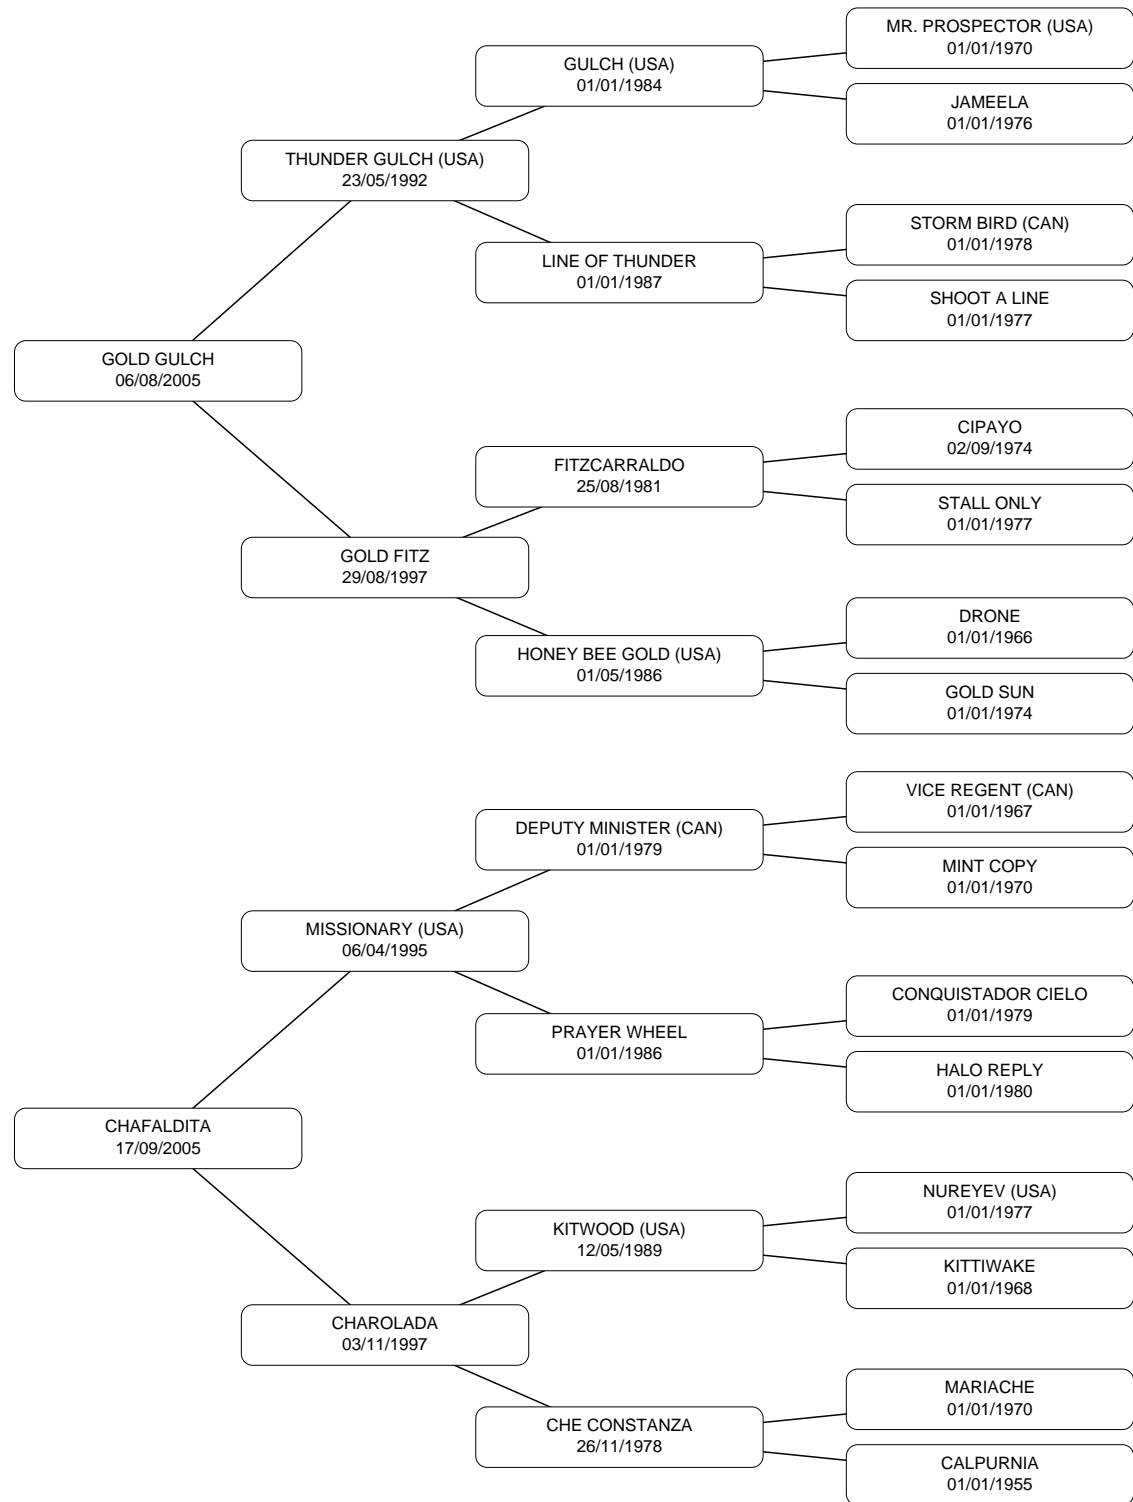 MR. PROSPECTOR (USA)
01/01/1970
GULCH (USA)
01/01/1984
JAMEELA
01/01/1976
THUNDER GULCH (USA)
23/05/1992
STORM BIRD (CAN)
01/01/1978
LINE OF THUNDER
01/01/1987
SHOOT A LINE
01/01/1977
GOLD GULCH
06/08/2005
CIPAYO
02/09/1974
FITZCARRALDO
25/08/1981
STALL ONLY
01/01/1977
GOLD FITZ
29/08/1997
DRONE
01/01/1966
HONEY BEE GOLD (USA)
01/05/1986
GOLD SUN
01/01/1974
VICE REGENT (CAN)
01/01/1967
DEPUTY MINISTER (CAN)
01/01/1979
MINT COPY
01/01/1970
MISSIONARY (USA)
06/04/1995
CONQUISTADOR CIELO
01/01/1979
PRAYER WHEEL
01/01/1986
HALO REPLY
01/01/1980
CHAFALDITA
17/09/2005
NUREYEV (USA)
01/01/1977
KITWOOD (USA)
12/05/1989
KITTIWAKE
01/01/1968
CHAROLADA
03/11/1997
MARIACHE
01/01/1970
CHE CONSTANZA
26/11/1978
CALPURNIA
01/01/1955